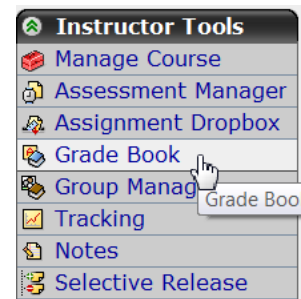 Instructor Tools
Manage Course
Assessment Manager
Assignment Dropbox
Grade Book
Group Manag
Grade Boo
Tracking
Notes
Selective Release